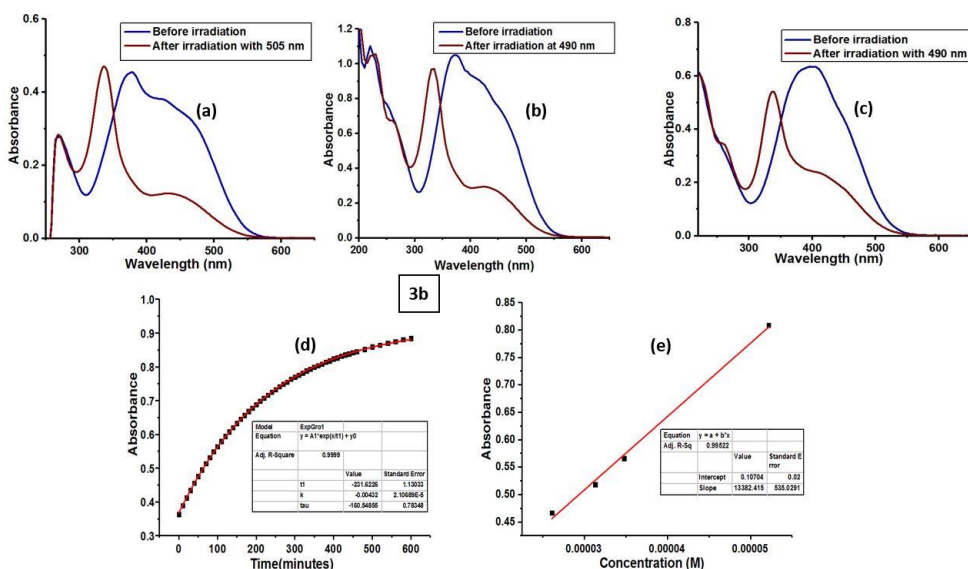 0.6
0.4
0.2
0.0
Absorbance
Before irradiation
After irradiation with 505 nm
(a)
300
400
500
600
Wavelength (nm)
1.2
1.0
0.8
0.6
0.4
0.2
0.0
Absorbance
Before irradiation
After irradiation at 490 nm
(b)
200
300
400
500
600
Wavelength (nm)
0.8
0.6
0.4
0.2
0.0
Absorbance
Before irradiation
After irradiation with 490 nm
(c)
300
400
500
600
Wavelength (nm)
3b
1.0
0.9
0.8
0.7
0.6
0.5
0.4
0.3
Absorbance
(d)
Model ExpGro1
Equation y = A1*exp(x/t1) + y0
Adj. R-Square 0.9999
Value Standard Error
t1 -231.6226 1.13033
k -0.00432 2.10689E-5
tau -160.54855 0.78348
0
100
200
300
400
500
600
Time(minutes)
0.85
0.80
0.75
0.70
0.65
0.60
0.55
0.50
0.45
Absorbance
(e)
Equation y = a + b*x
Adj. R-Sq 0.99522
Value Standard E
rror
Intercept 0.10704 0.02
Slope 13382.415 535.0291
0.00003
0.00004
0.00005
Concentration (M)